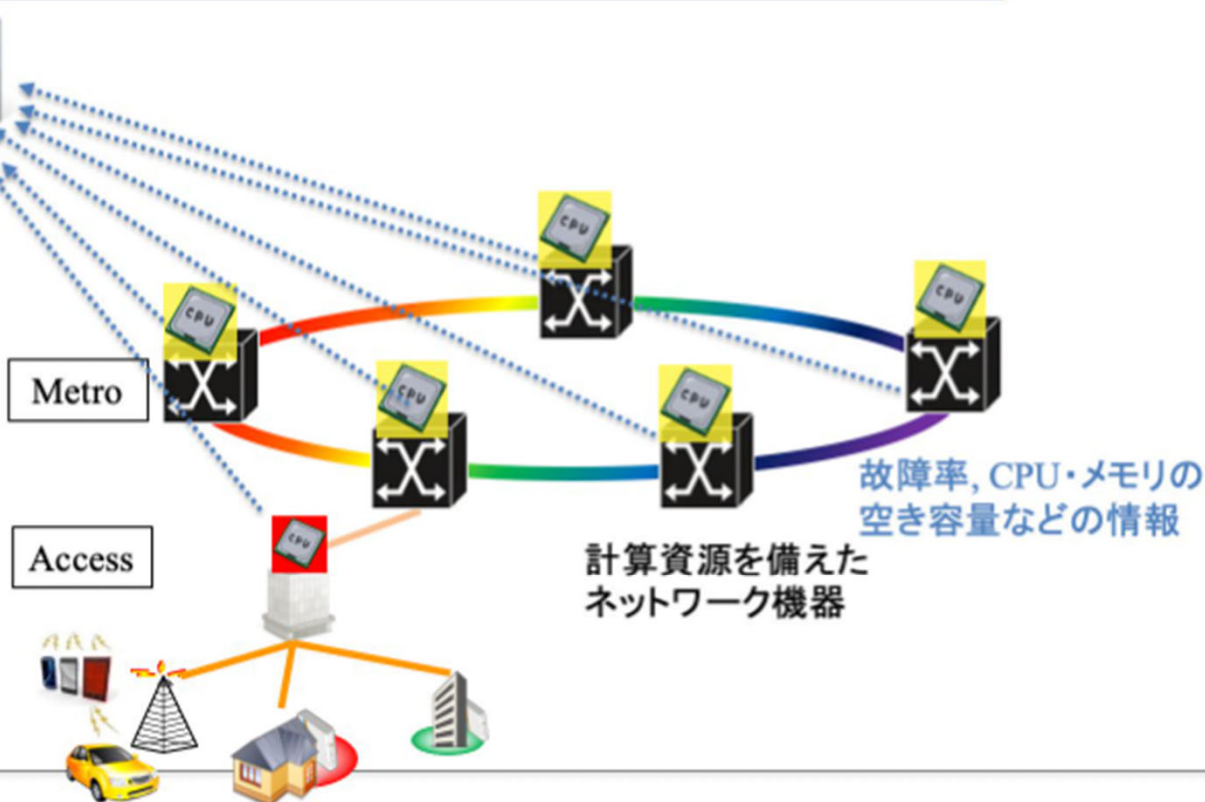 CPU
CPU
CPU
Metro
CPU
CPU
故障率, CPU・メモリの
空き容量などの情報
Access
CPU
計算資源を備えた
ネットワーク機器